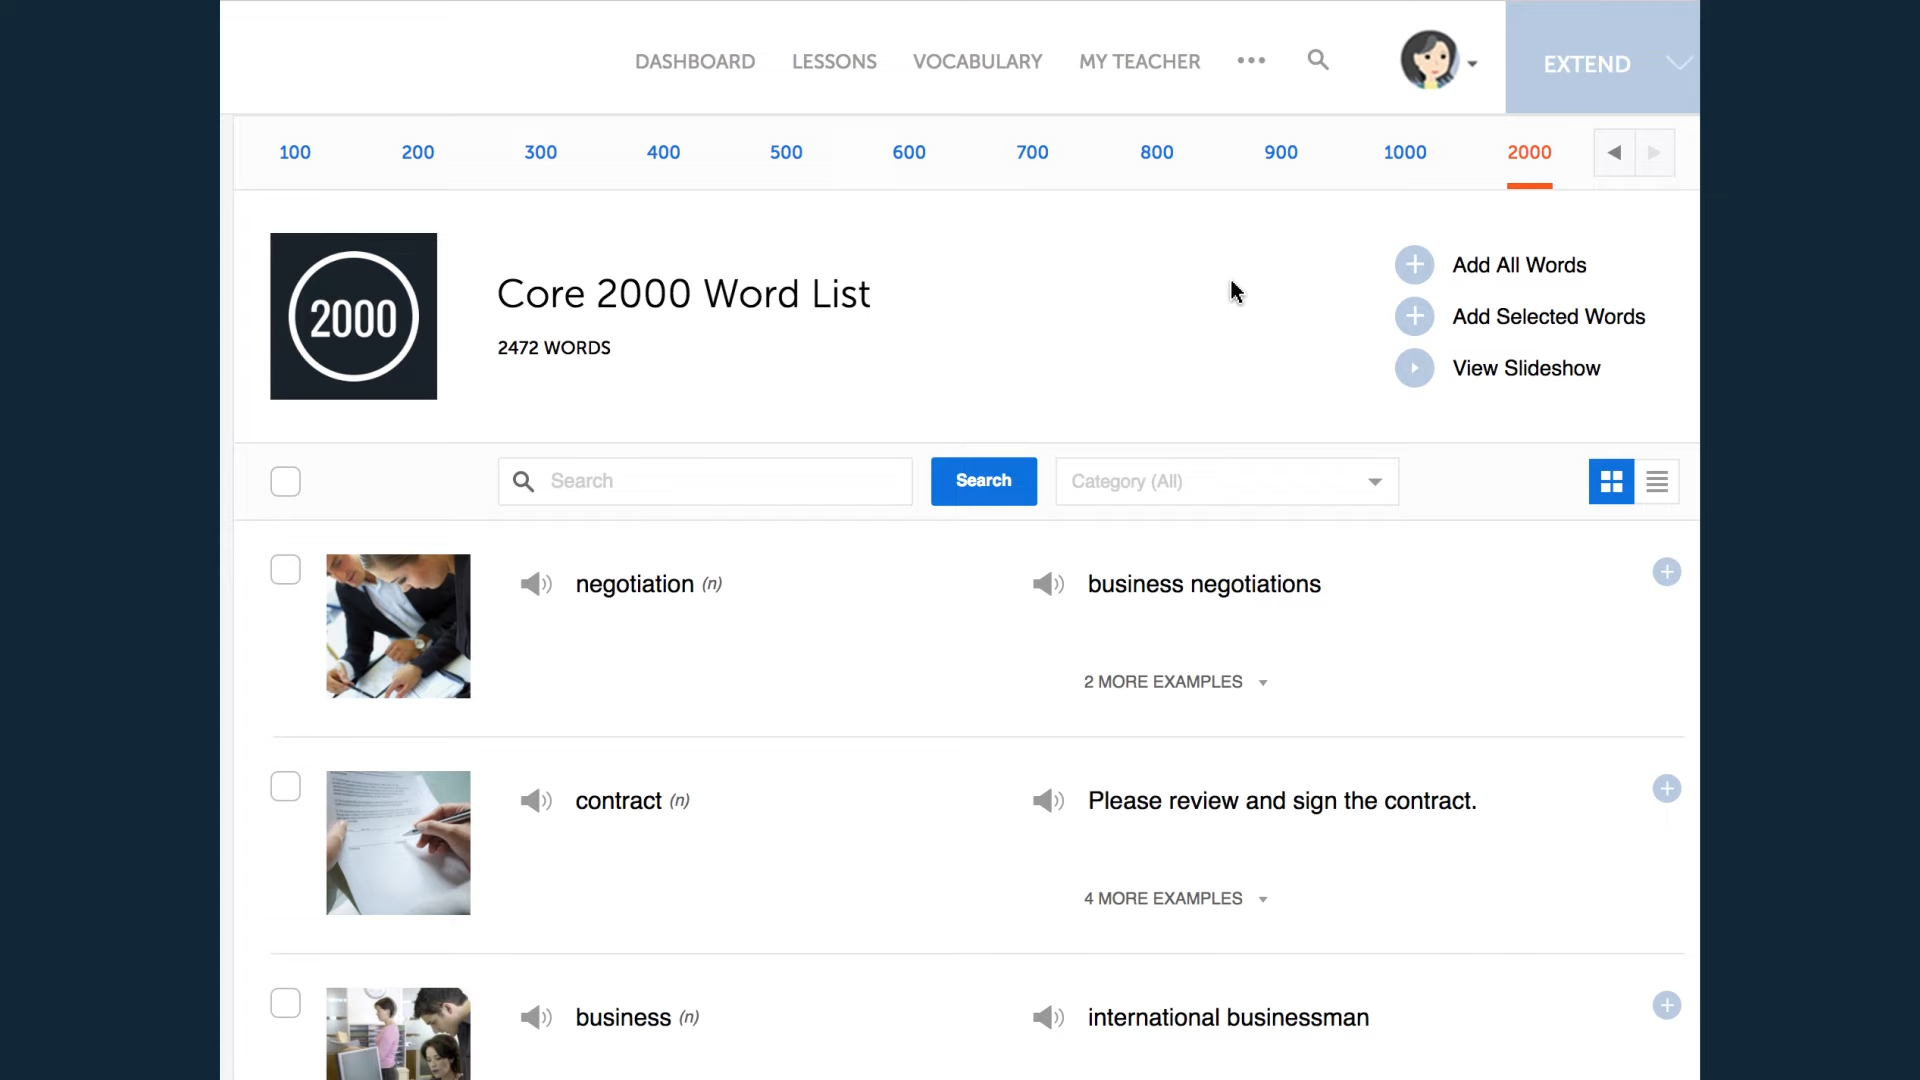 DASHBOARD LESSONS VOCABULARY MY TEACHER EXTEND
100 200 300 400 500 600 700 800 900 1000 2000
2000
Core 2000 Word List
2472 WORDS
Add All Words
Add Selected Words
View Slideshow
Search Search Category (All)
negotiation (n) business negotiations
2 MORE EXAMPLES
contract (n) Please review and sign the contract.
4 MORE EXAMPLES
business (n) international businessman